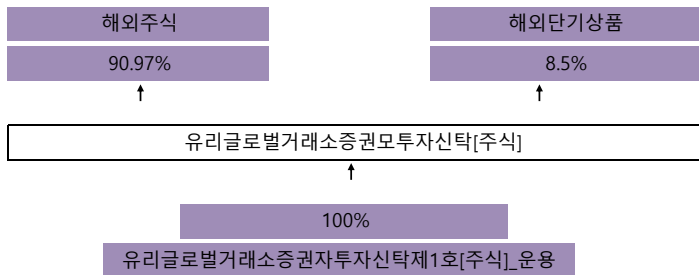 해외주식
해외단기상품
90.97%
8.5%
유리글로벌거래소증권모투자신탁[주식]
100%
유리글로벌거래소증권자투자신탁제1호[주식]_운용